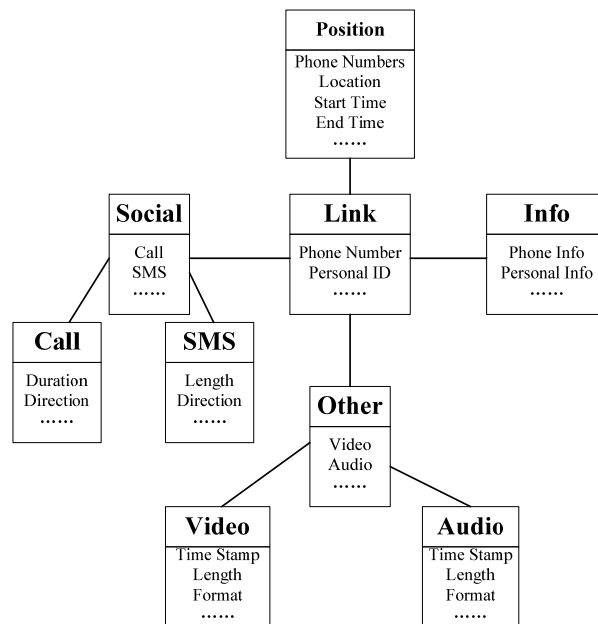 Position
Phone Numbers
Location
Start Time
End Time
……
Social
Call
SMS
……
Link
Phone Number
Personal ID
……
Info
Phone Info
Personal Info
……
Call
Duration
Direction
……
SMS
Length
Direction
……
Other
Video
Audio
……
Video
Time Stamp
Length
Format
……
Audio
Time Stamp
Length
Format
……